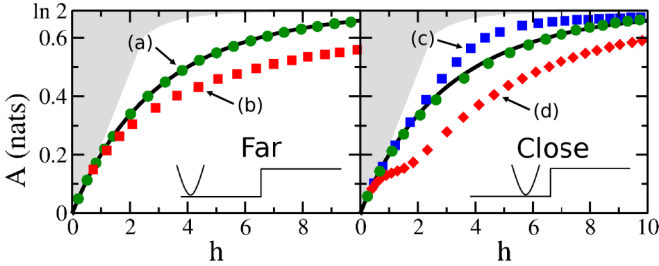 ln 2
0.6
0.4
0.2
0
A (nats)
(a)
(b)
Far
0 2 4 6 8
h
(c)
(d)
Close
0 2 4 6 8 10
h